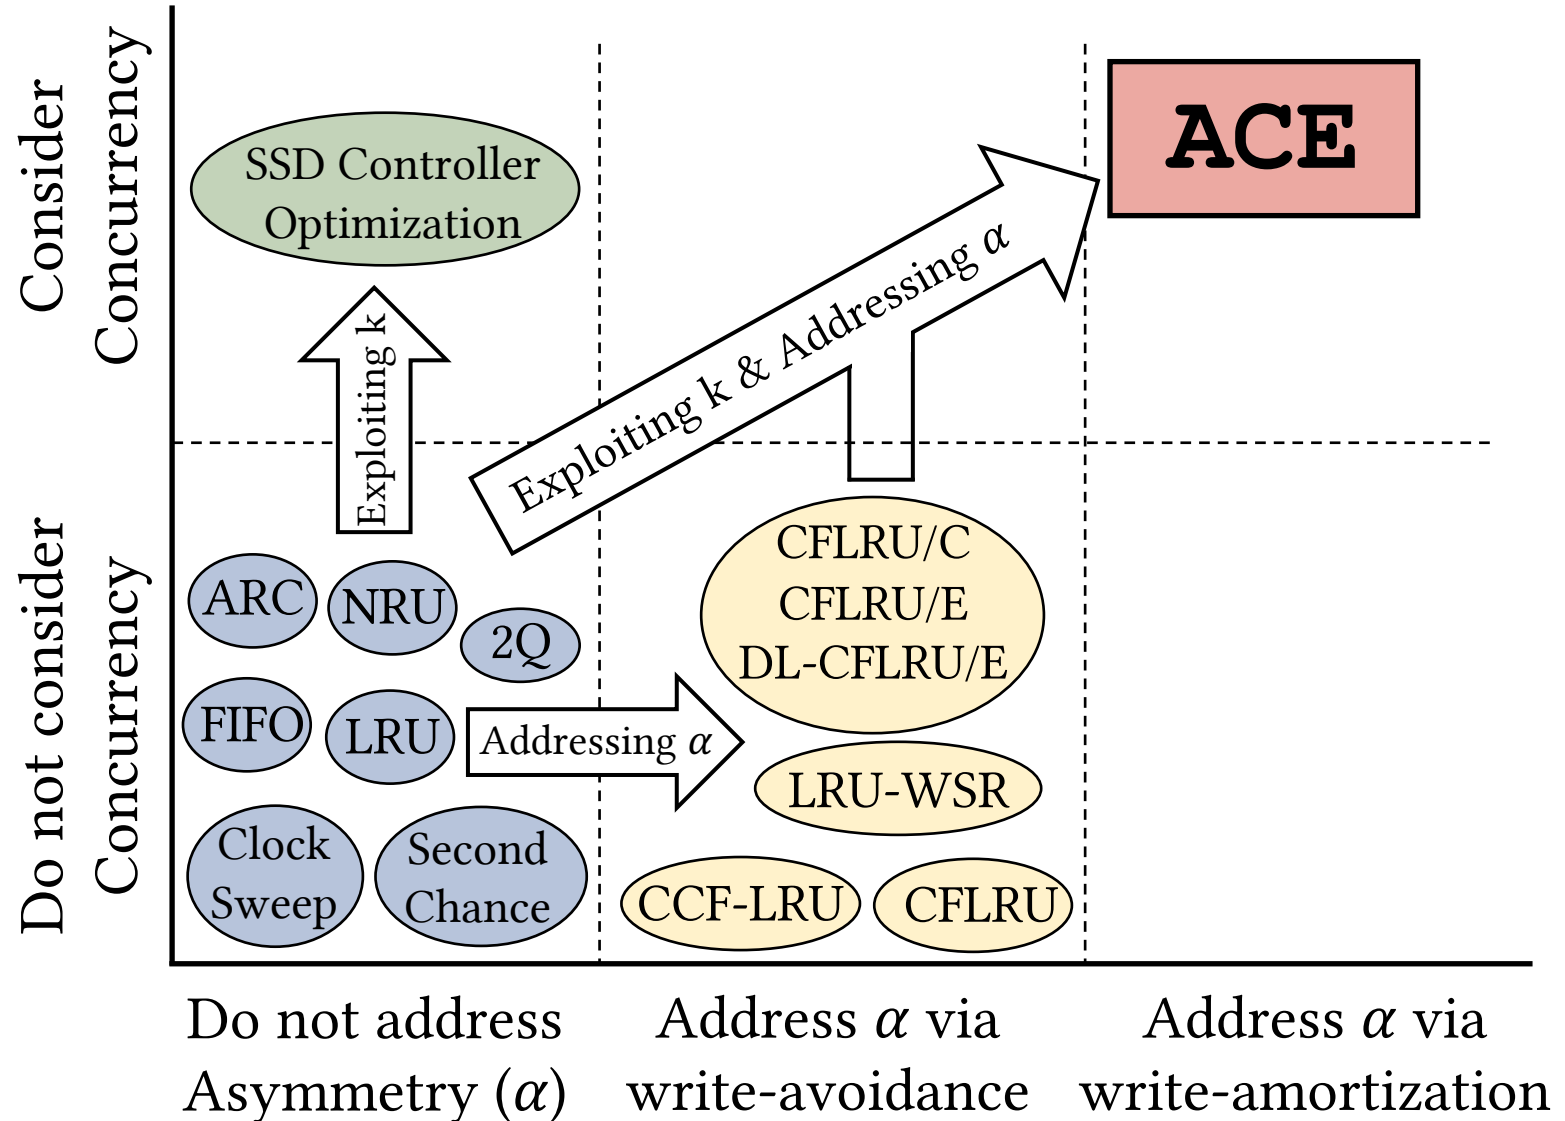 Consider
Concurrency
Do not consider
Concurrency
SSD Controller
Optimization
ACE
Exploiting k
Exploiting k & Addressing α
ARC
NRU
2Q
FIFO
LRU
Addressing α
Clock
Sweep
Second
Chance
CFLRU/C
CFLRU/E
DL-CFLRU/E
LRU-WSR
CCF-LRU
CFLRU
Do not address
Asymmetry (α)
Address α via
write-avoidance
Address α via
write-amortization